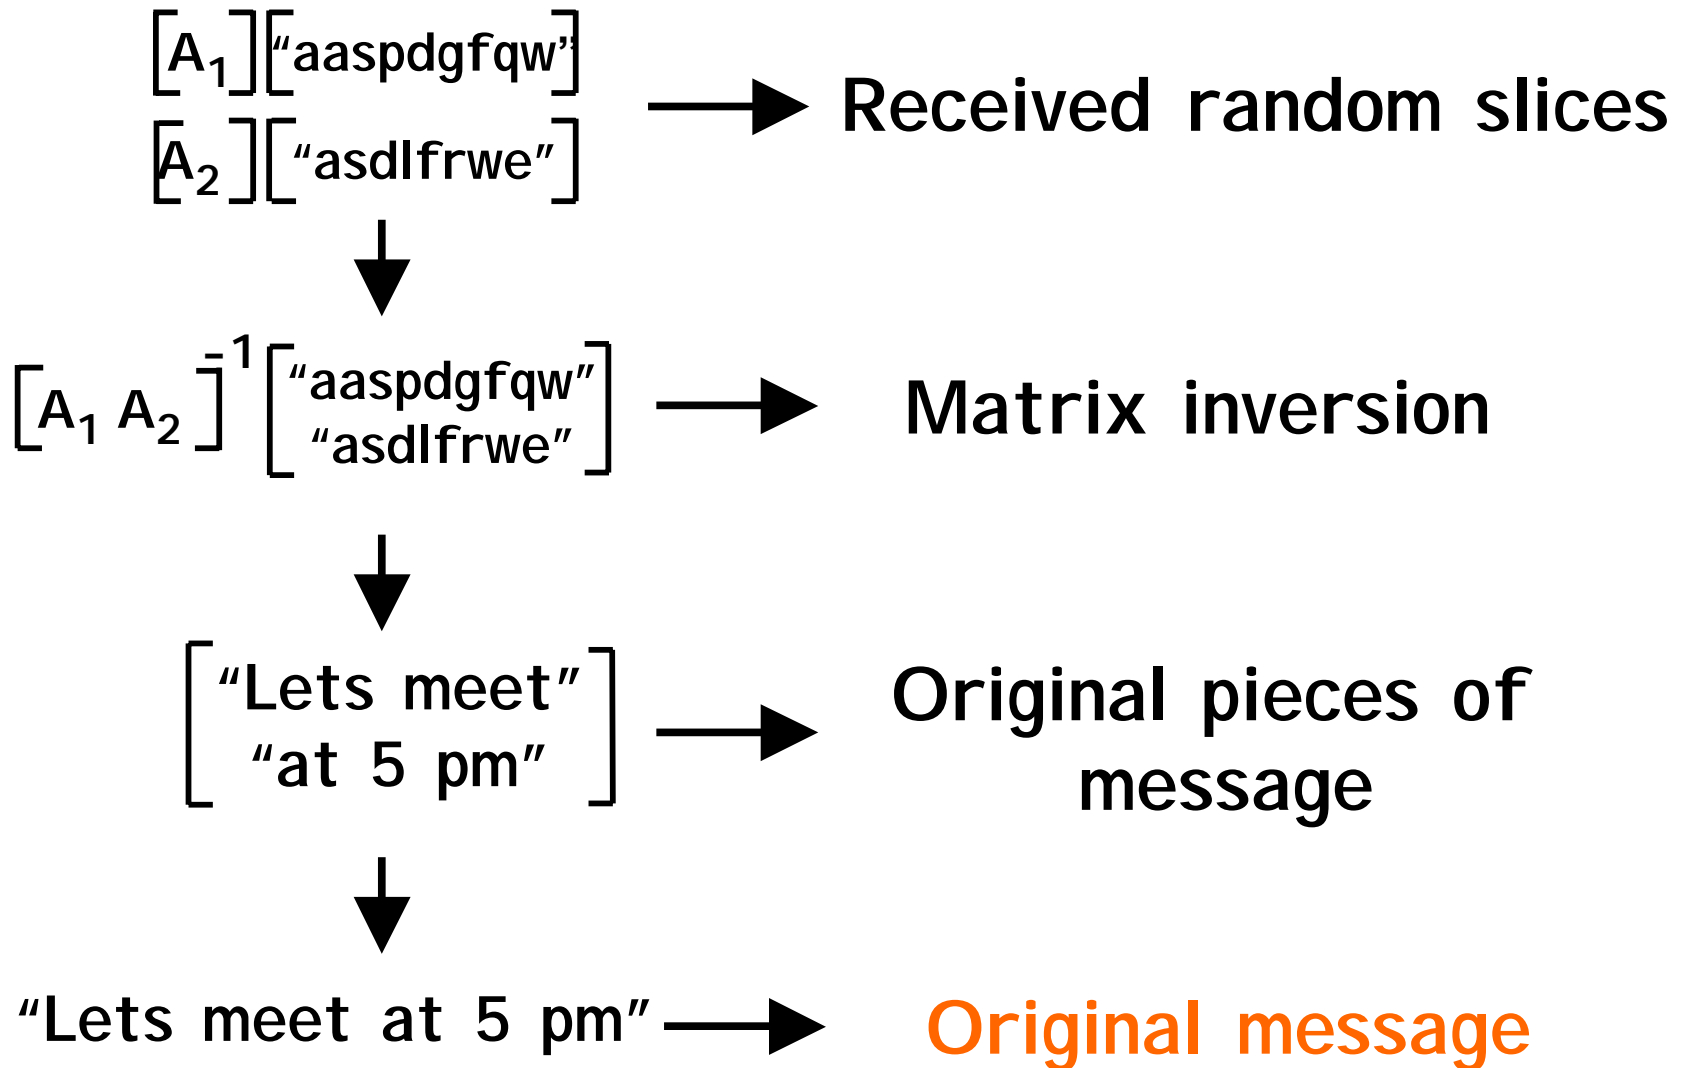 [A₁] [“aaspdgfqw”]
[A₂] [“asdlfrwe”]
Received random slices
[A₁ A₂]⁻¹ [“aaspdgfqw”
“asdlfrwe”]
Matrix inversion
[“Lets meet”
“at 5 pm”]
Original pieces of
message
“Lets meet at 5 pm”
Original message